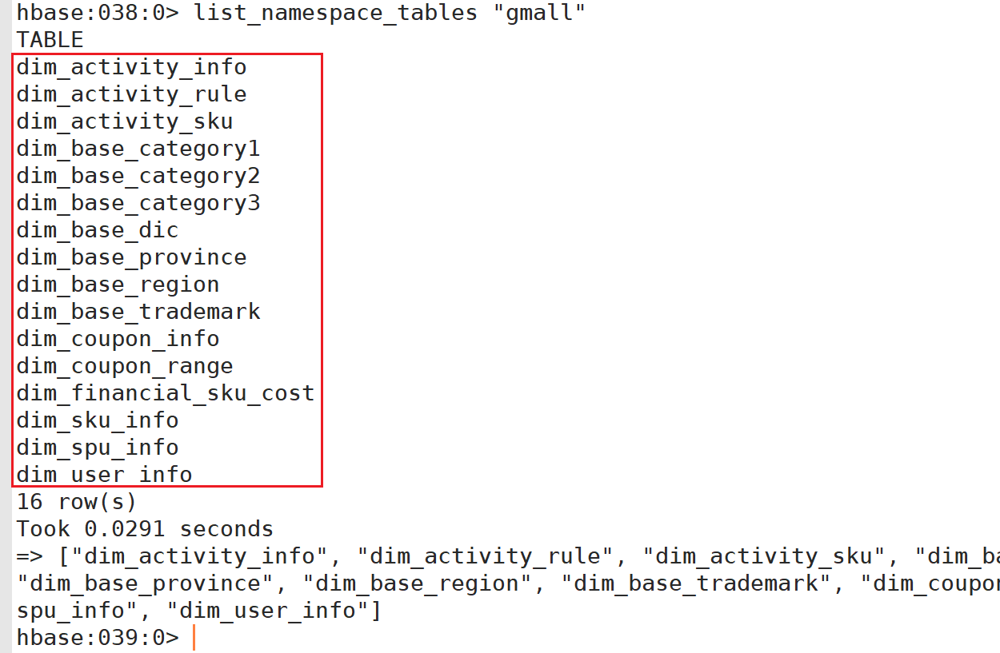 hbase:038:0> list_namespace_tables "gmall"
TABLE
dim_activity_info
dim_activity_rule
dim_activity_sku
dim_base_category1
dim_base_category2
dim_base_category3
dim_base_dic
dim_base_province
dim_base_region
dim_base_trademark
dim_coupon_info
dim_coupon_range
dim_financial_sku_cost
dim_sku_info
dim_spu_info
dim_user_info
16 row(s)
Took 0.0291 seconds
=> ["dim_activity_info", "dim_activity_rule", "dim_activity_sku", "dim_ba
"dim_base_province", "dim_base_region", "dim_base_trademark", "dim_coupon
spu_info", "dim_user_info"]
hbase:039:0>